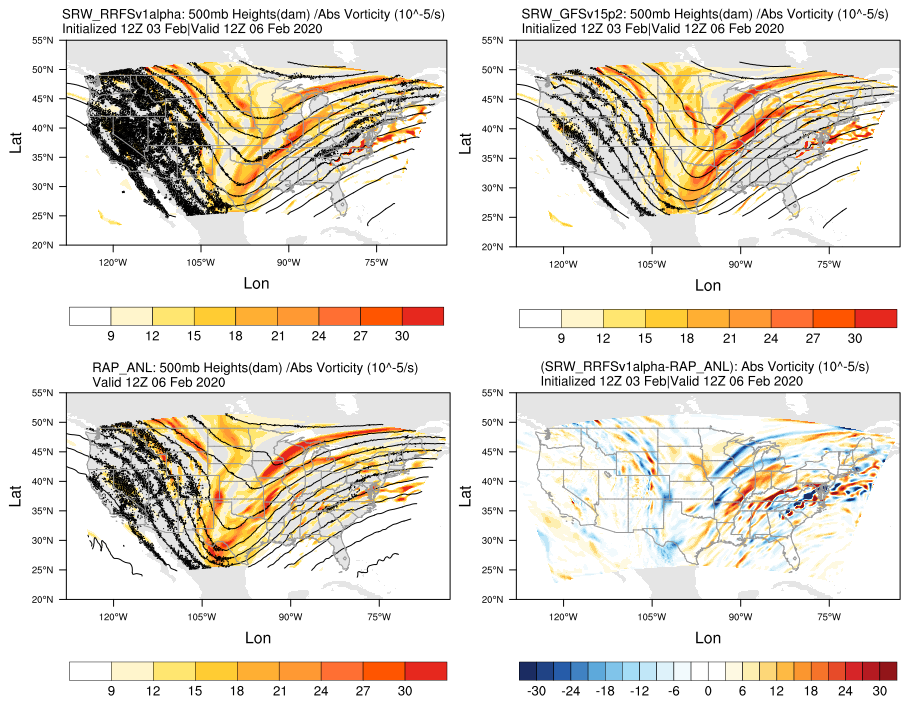 SRW_RRFSv1alpha: 500mb Heights(dam) /Abs Vorticity (10^-5/s)
Initialized 12Z 03 Feb|Valid 12Z 06 Feb 2020
55°N
50°N
45°N
40°N
35°N
30°N
25°N
20°N
Lat
120°W 105°W 90°W 75°W
Lon
9 12 15 18 21 24 27 30
SRW_GFSv15p2: 500mb Heights(dam) /Abs Vorticity (10^-5/s)
Initialized 12Z 03 Feb|Valid 12Z 06 Feb 2020
55°N
50°N
45°N
40°N
35°N
30°N
25°N
20°N
Lat
120°W 105°W 90°W 75°W
Lon
9 12 15 18 21 24 27 30
RAP_ANL: 500mb Heights(dam) /Abs Vorticity (10^-5/s)
Valid 12Z 06 Feb 2020
55°N
50°N
45°N
40°N
35°N
30°N
25°N
20°N
Lat
120°W 105°W 90°W 75°W
Lon
9 12 15 18 21 24 27 30
(SRW_RRFSv1alpha-RAP_ANL): Abs Vorticity (10^-5/s)
Initialized 12Z 03 Feb|Valid 12Z 06 Feb 2020
55°N
50°N
45°N
40°N
35°N
30°N
25°N
20°N
Lat
120°W 105°W 90°W 75°W
Lon
-30 -24 -18 -12 -6 0 6 12 18 24 30